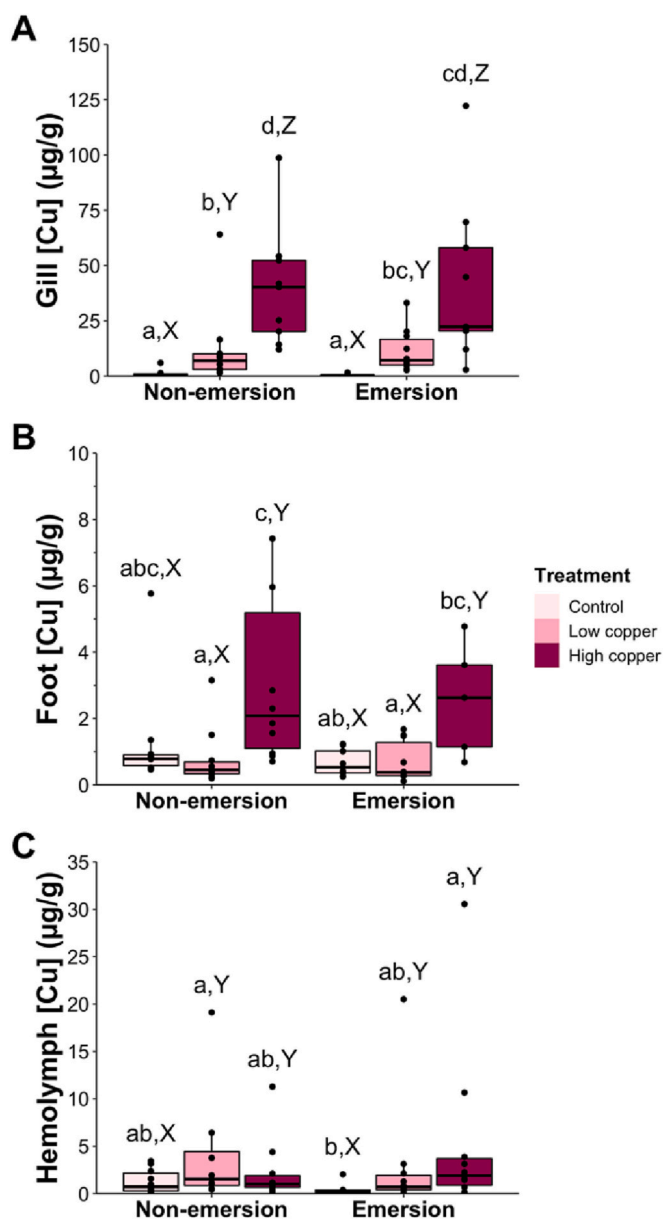 A
Gill [Cu] (µg/g)
150
125
100
75
50
25
0
a,X
b,Y
d,Z
a,X
bc,Y
cd,Z
Non-emersion
Emersion
B
Foot [Cu] (µg/g)
10
8
6
4
2
0
abc,X
a,X
c,Y
ab,X
a,X
bc,Y
Non-emersion
Emersion
Treatment
Control
Low copper
High copper
C
Hemolymph [Cu] (µg/g)
35
30
25
20
15
10
5
0
ab,X
a,Y
ab,Y
b,X
ab,Y
a,Y
Non-emersion
Emersion